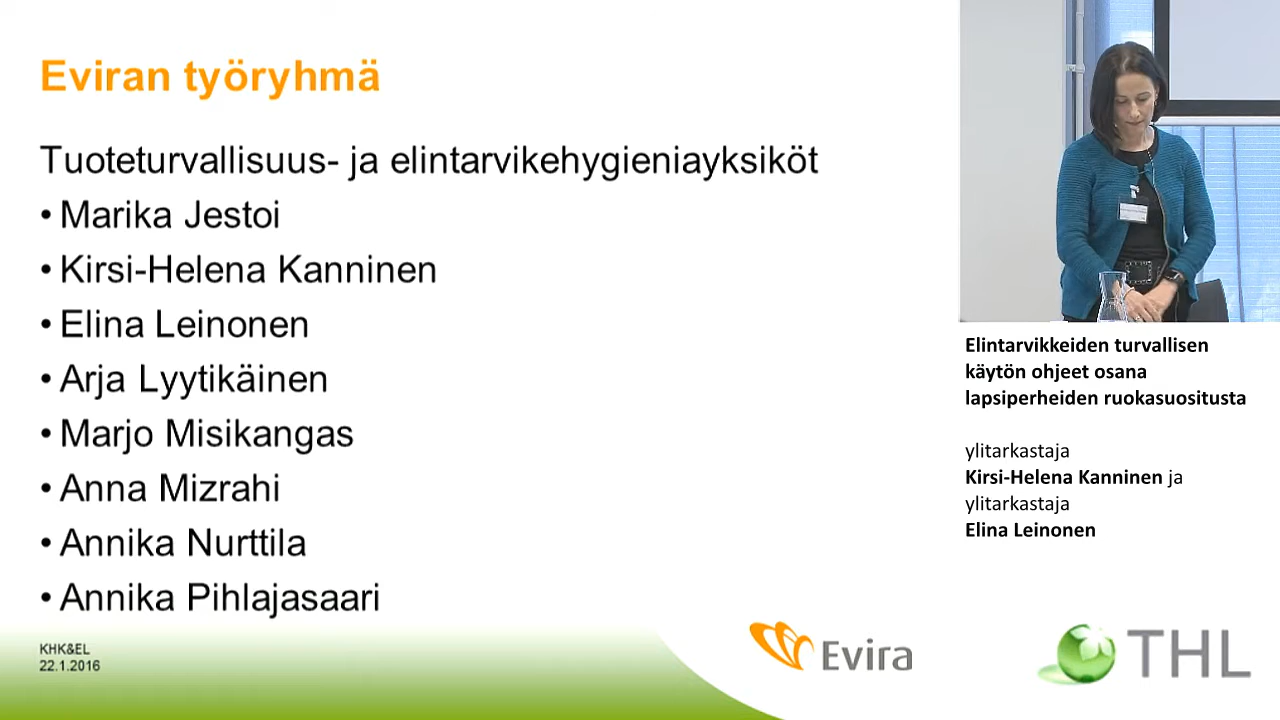 Eviran työryhmä
Tuoteturvallisuus- ja elintarvikehygieniayksiköt
• Marika Jestoi
• Kirsi-Helena Kanninen
• Elina Leinonen
• Arja Lyytikäinen
• Marjo Misikangas
• Anna Mizrahi
• Annika Nurttila
• Annika Pihlajasaari
KHK&EL
22.1.2016
Evira
Elintarvikkeiden turvallisen
käytön ohjeet osana
lapsiperheiden ruokasuositusta
ylitarkastaja
Kirsi-Helena Kanninen ja
ylitarkastaja
Elina Leinonen
THL